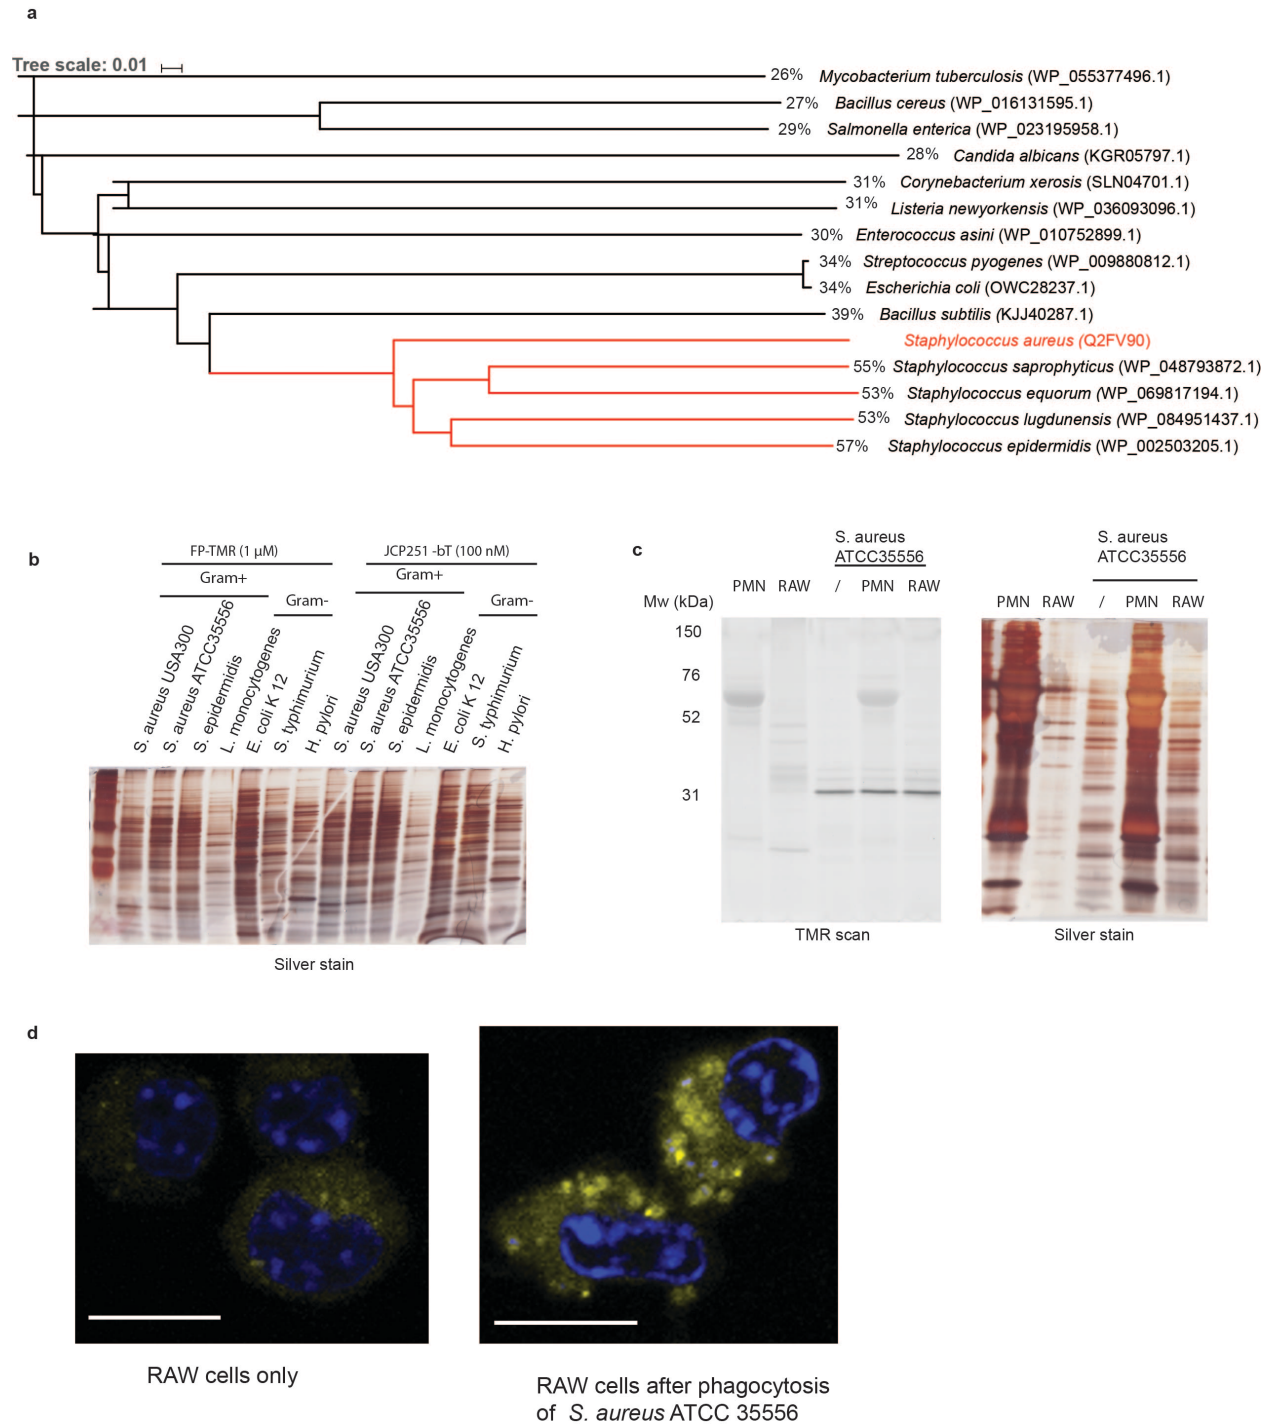 a
Tree scale: 0.01
26% Mycobacterium tuberculosis (WP_055377496.1)
27% Bacillus cereus (WP_016131595.1)
29% Salmonella enterica (WP_023195958.1)
28% Candida albicans (KGR05797.1)
31% Corynebacterium xerosis (SLN04701.1)
31% Listeria newyorkensis (WP_036093096.1)
30% Enterococcus asini (WP_010752899.1)
34% Streptococcus pyogenes (WP_009880812.1)
34% Escherichia coli (OWC28237.1)
39% Bacillus subtilis (KJJ40287.1)
Staphylococcus aureus (Q2FV90)
55% Staphylococcus saprophyticus (WP_048793872.1)
53% Staphylococcus equorum (WP_069817194.1)
53% Staphylococcus lugdunensis (WP_084951437.1)
57% Staphylococcus epidermidis (WP_002503205.1)
b
FP-TMR (1 µM)
JCP251 -bT (100 nM)
Gram+
Gram+
Gram-
Gram-
S. aureus USA300
S. aureus ATCC35556
S. epidermidis
L. monocytogenes
E. coli K 12
S. typhimurium
H. pylori
S. aureus USA300
S. aureus ATCC35556
S. epidermidis
L. monocytogenes
E. coli K 12
S. typhimurium
H. pylori
Silver stain
c
S. aureus
ATCC35556
PMN RAW / PMN RAW
Mw (kDa)
150
76
52
31
TMR scan
S. aureus
ATCC35556
PMN RAW / PMN RAW
Silver stain
d
RAW cells only
RAW cells after phagocytosis
of S. aureus ATCC 35556